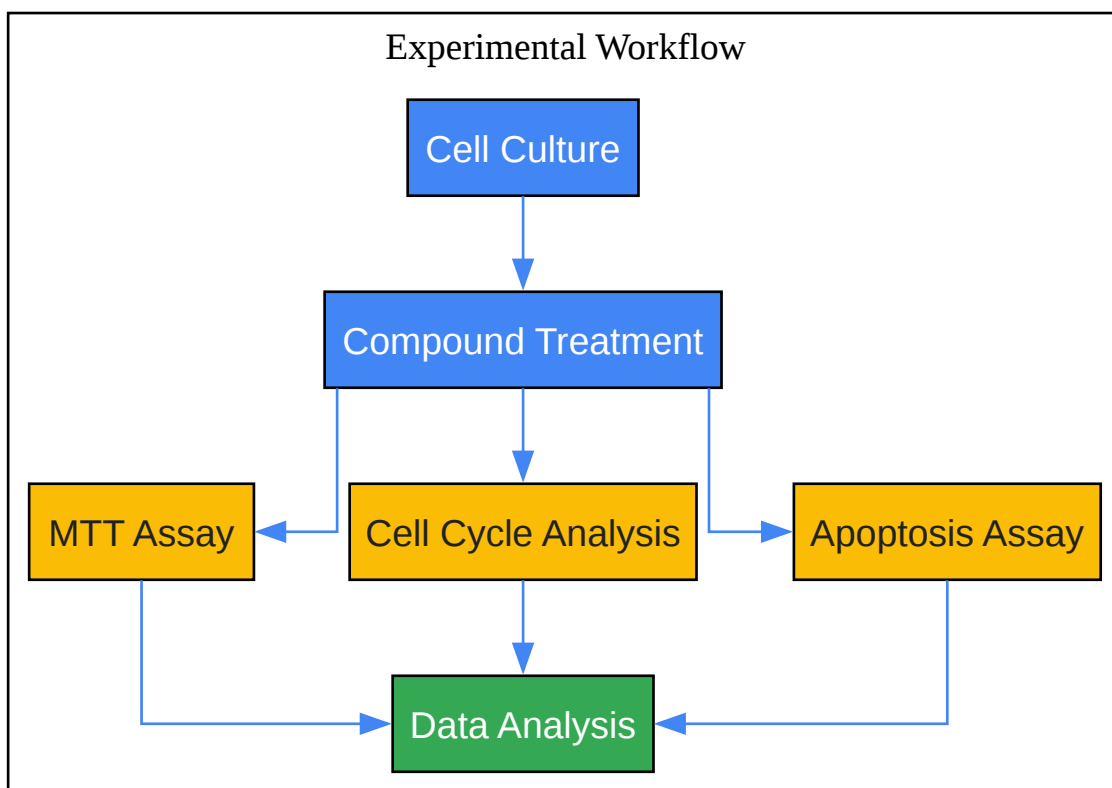 Experimental Workflow
Cell Culture
Compound Treatment
MTT Assay
Cell Cycle Analysis
Apoptosis Assay
Data Analysis